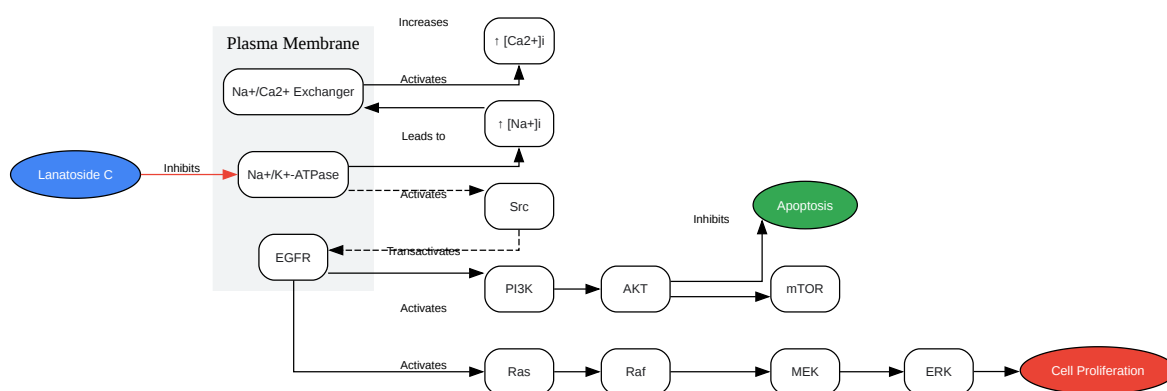 Increases
Plasma Membrane
↑ [Ca2+]i
Activates
Na+/Ca2+ Exchanger
↑ [Na+]i
Leads to
Lanatoside C
Inhibits
Na+/K+-ATPase
Activates
Src
Apoptosis
Inhibits
Transactivates
EGFR
PI3K
AKT
mTOR
Activates
Activates
Ras
Raf
MEK
ERK
Cell Proliferation